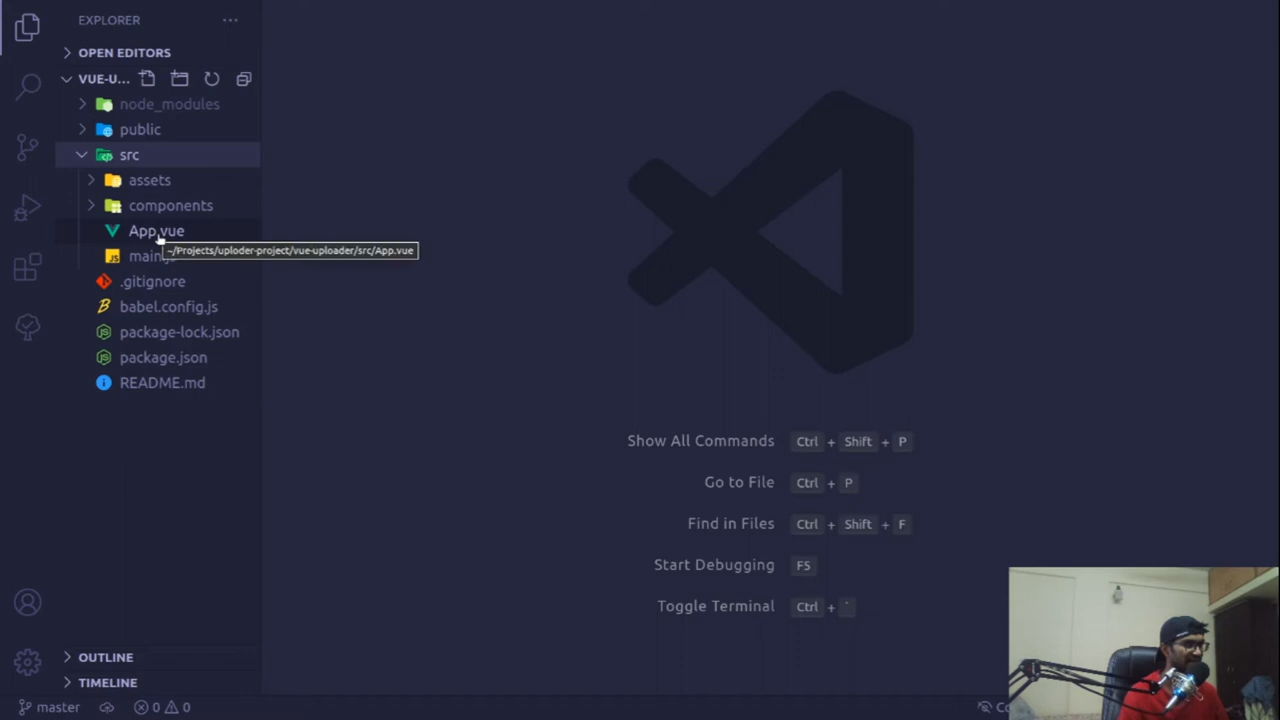 EXPLORER
OPEN EDITORS
VUE-U...
node_modules
public
src
assets
components
App.vue
~/Projects/uploder-project/vue-uploader/src/App.vue
.gitignore
babel.config.js
package-lock.json
package.json
README.md
Show All Commands Ctrl + Shift + P
Go to File Ctrl + P
Find in Files Ctrl + Shift + F
Start Debugging F5
Toggle Terminal Ctrl + `
OUTLINE
TIMELINE
master 0 0